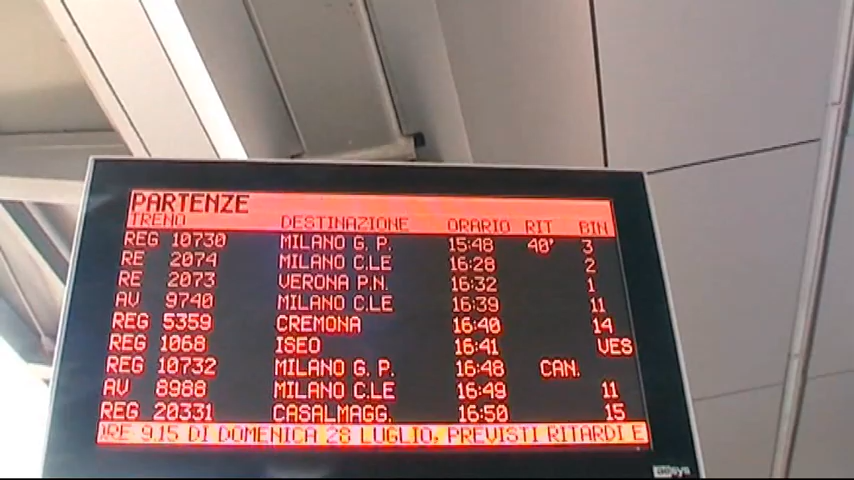 PARTENZE
TRENO DESTINAZIONE ORARIO RIT BIN
REG 10730 MILANO G. P. 15:48 40' 3
RE 2074 MILANO C.LE 16:28 2
RE 2073 VERONA P.N. 16:32 1
AV 9740 MILANO C.LE 16:39 11
REG 5359 CREMONA 16:40 14
REG 1068 ISEO 16:41 VES
REG 10732 MILANO G. P. 16:48 CAN.
AV 8988 MILANO C.LE 16:49 11
REG 20331 CASALMAGG. 16:50 15
ORE 9.15 DI DOMENICA 28 LUGLIO, PREVISTI RITARDI E
aesys